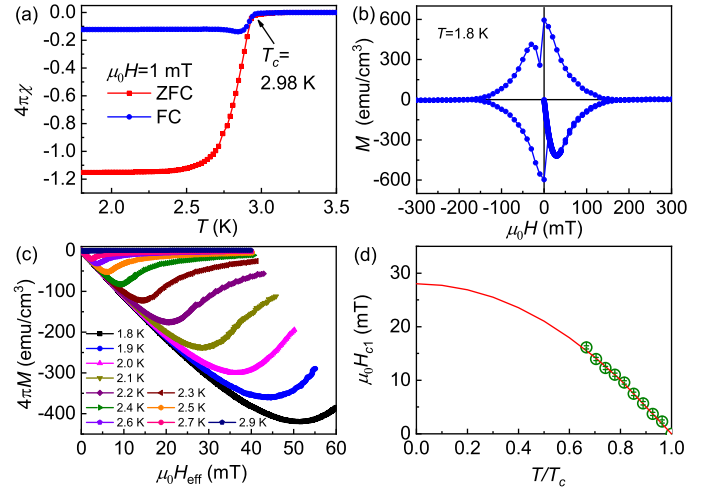 (a)
0.0
-0.2
-0.4
-0.6
-0.8
-1.0
-1.2
4πχ
μ₀H=1 mT
ZFC
FC
T_c=
2.98 K
2.0 2.5 3.0 3.5
T (K)
(b)
T=1.8 K
600
300
0
-300
-600
M (emu/cm³)
-300 -200 -100 0 100 200 300
μ₀H (mT)
(c)
0
-100
-200
-300
-400
4πM (emu/cm³)
1.8 K
1.9 K
2.0 K
2.1 K
2.2 K 2.3 K
2.4 K 2.5 K
2.6 K 2.7 K 2.9 K
0 10 20 30 40 50 60
μ₀H_eff (mT)
(d)
30
20
10
0
μ₀H_c1 (mT)
0.0 0.2 0.4 0.6 0.8 1.0
T/T_c